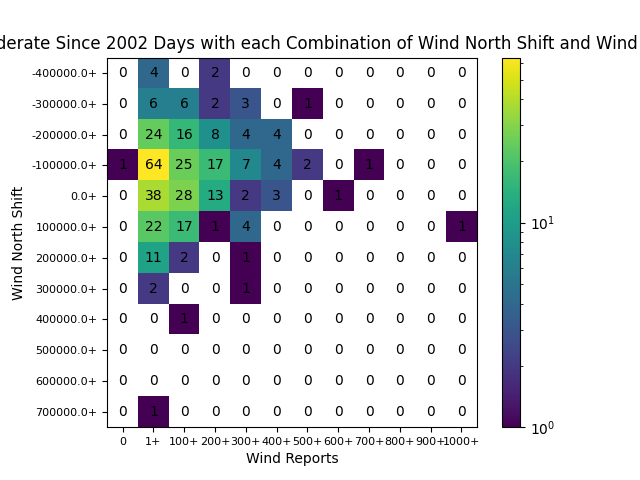 derate Since 2002 Days with each Combination of Wind North Shift and Wind
-400000.0+ 0 4 0 2 0 0 0 0 0 0 0 0
-300000.0+ 0 6 6 2 3 0 1 0 0 0 0 0
-200000.0+ 0 24 16 8 4 4 0 0 0 0 0 0
-100000.0+ 1 64 25 17 7 4 2 0 1 0 0 0
0.0+ 0 38 28 13 2 3 0 1 0 0 0 0
100000.0+ 0 22 17 1 4 0 0 0 0 0 0 1
200000.0+ 0 11 2 0 1 0 0 0 0 0 0 0
300000.0+ 0 2 0 0 1 0 0 0 0 0 0 0
400000.0+ 0 0 1 0 0 0 0 0 0 0 0 0
500000.0+ 0 0 0 0 0 0 0 0 0 0 0 0
600000.0+ 0 0 0 0 0 0 0 0 0 0 0 0
700000.0+ 0 1 0 0 0 0 0 0 0 0 0 0
0 1+ 100+ 200+ 300+ 400+ 500+ 600+ 700+ 800+ 900+ 1000+
Wind Reports
Wind North Shift
10¹
10⁰